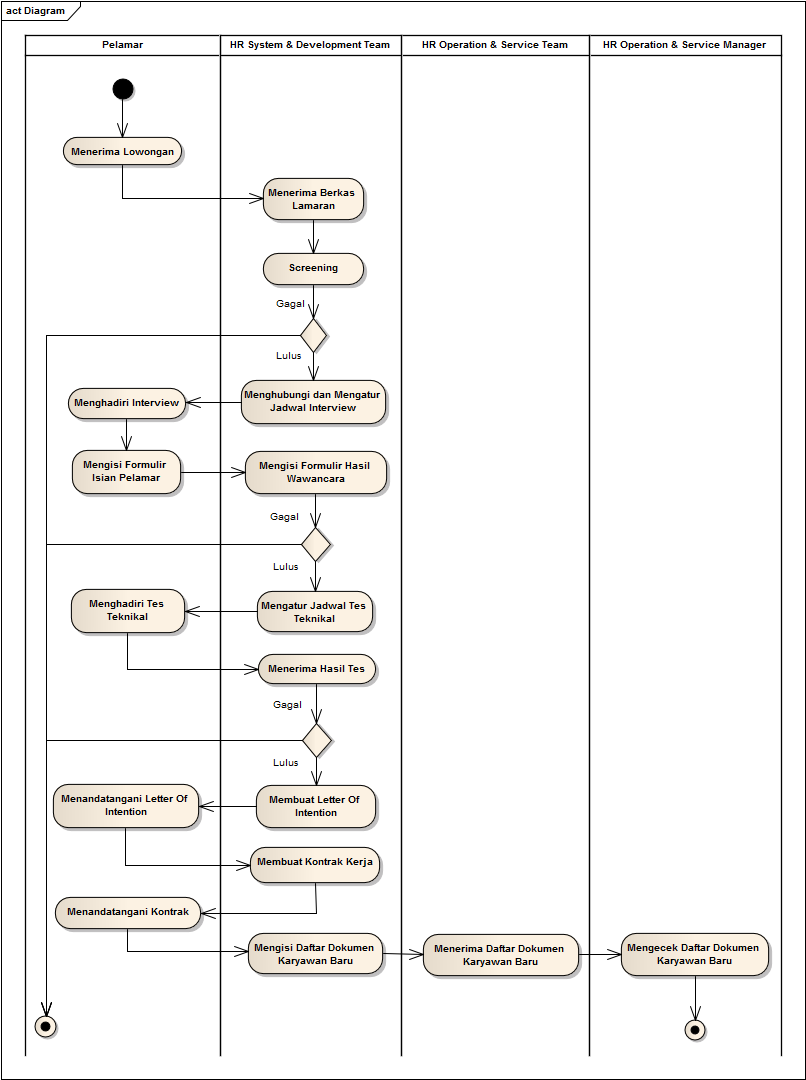 act Diagram
Pelamar
HR System & Development Team
HR Operation & Service Team
HR Operation & Service Manager
Menerima Lowongan
Menerima Berkas
Lamaran
Screening
Gagal
Lulus
Menghubungi dan Mengatur
Jadwal Interview
Menghadiri Interview
Mengisi Formulir
Isian Pelamar
Mengisi Formulir Hasil
Wawancara
Gagal
Lulus
Mengatur Jadwal Tes
Teknikal
Menghadiri Tes
Teknikal
Menerima Hasil Tes
Gagal
Lulus
Membuat Letter Of
Intention
Menandatangani Letter Of
Intention
Membuat Kontrak Kerja
Menandatangani Kontrak
Mengisi Daftar Dokumen
Karyawan Baru
Menerima Daftar Dokumen
Karyawan Baru
Mengecek Daftar Dokumen
Karyawan Baru